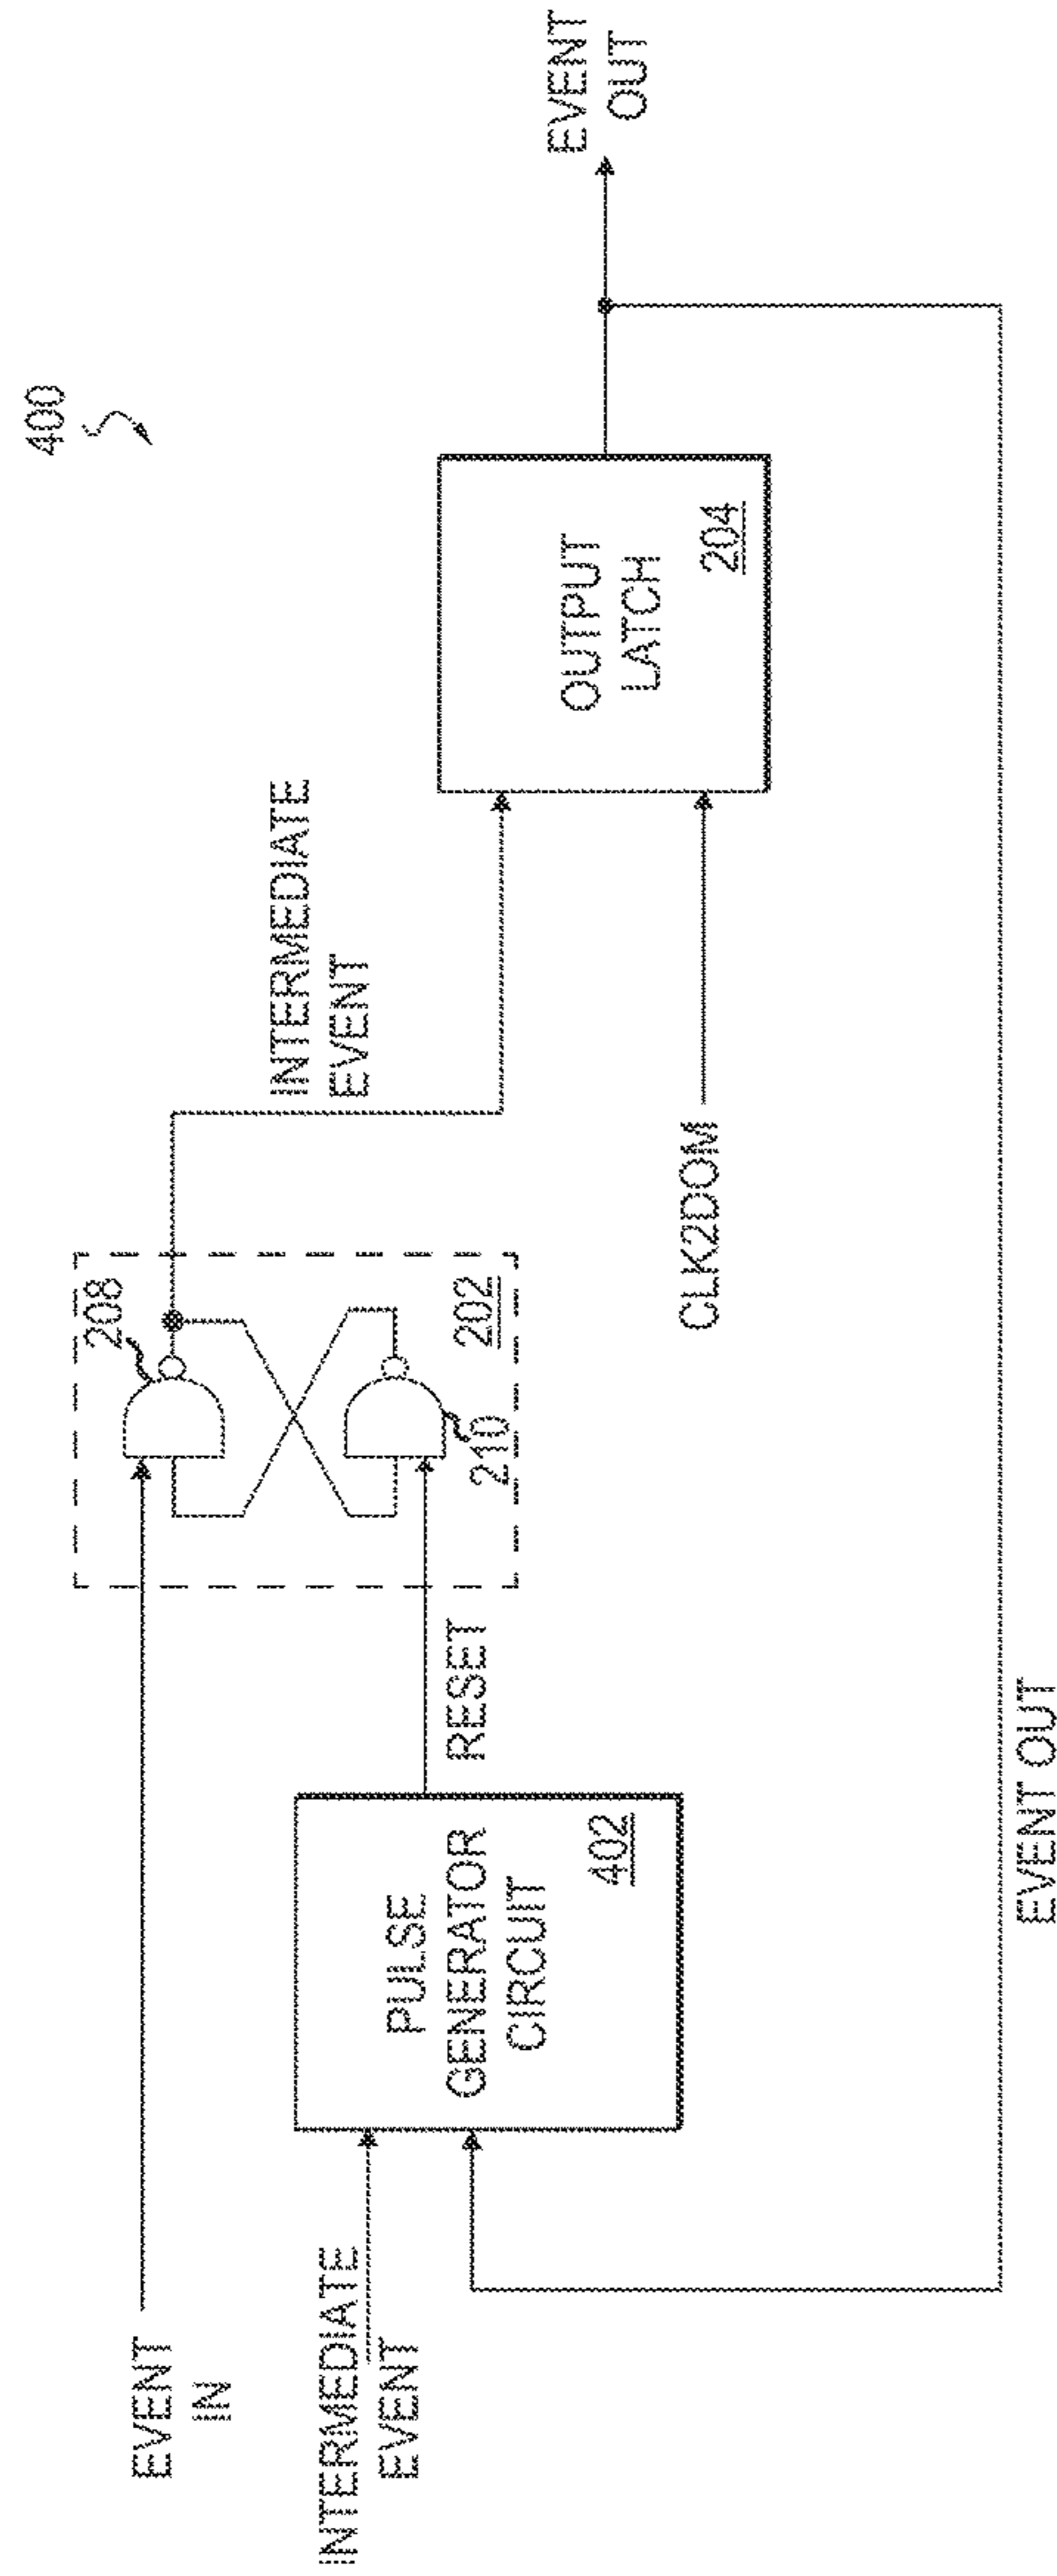 400
EVENT
IN
208
INTERMEDIATE
EVENT
INTERMEDIATE
EVENT
PULSE
GENERATOR
CIRCUIT
402
RESET
210
202
OUTPUT
LATCH
204
EVENT
OUT
CLK2DOM
EVENT OUT